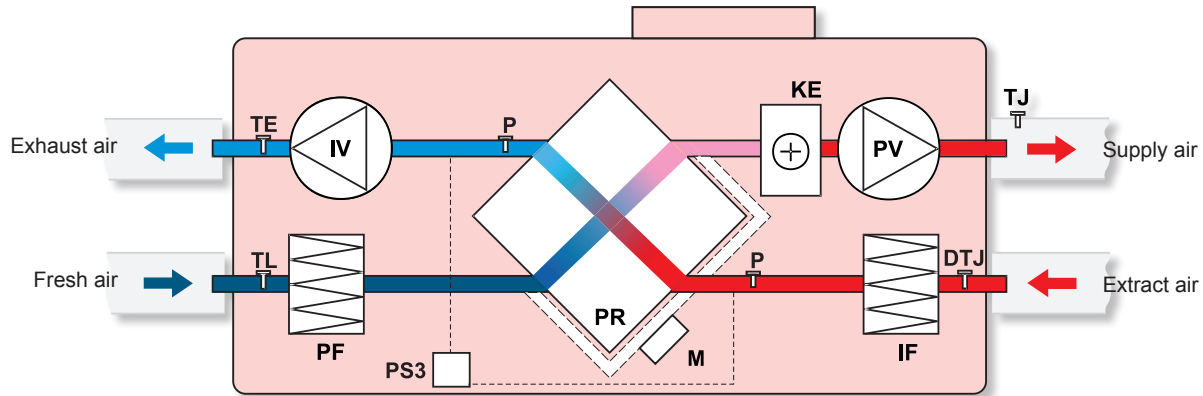 KE
TJ
TE
IV
P
PV
Exhaust air
Supply air
TL
P
DTJ
Fresh air
Extract air
PR
PF
M
IF
PS3